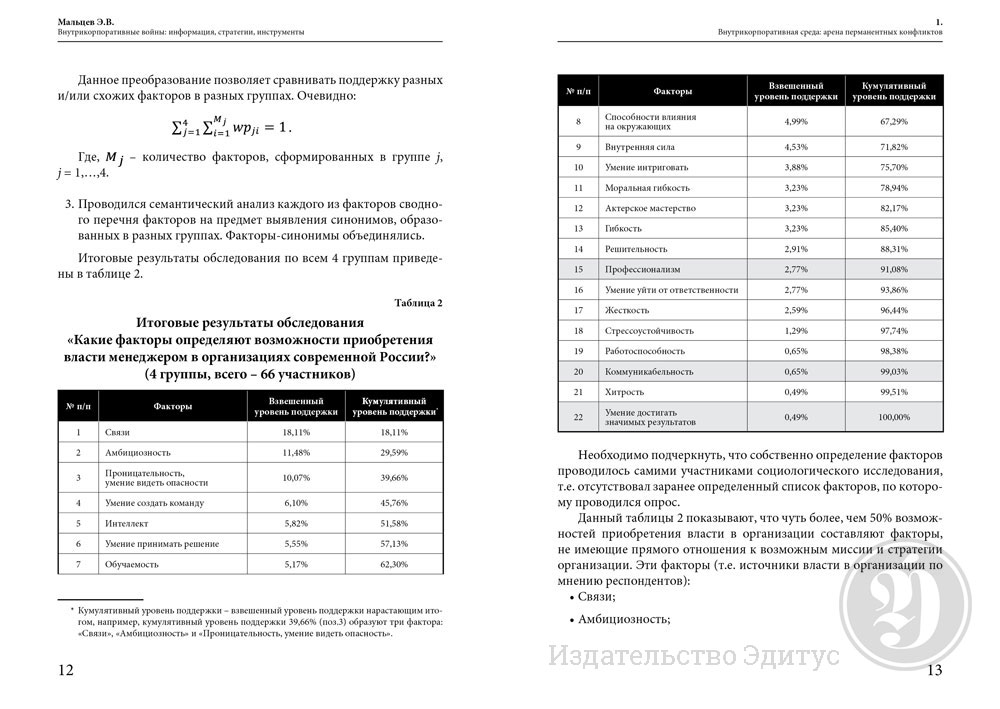 Мальцев Э.В.
Внутрикорпоративные войны: информация, стратегии, инструменты
Данное преобразование позволяет сравнивать поддержку разных
и/или схожих факторов в разных группах. Очевидно:
∑⁴ⱼ₌₁ ∑ᴹʲᵢ₌₁ wpⱼᵢ = 1 .
Где, M j – количество факторов, сформированных в группе j,
j = 1,…,4.
3. Проводился семантический анализ каждого из факторов сводно-
го перечня факторов на предмет выявления синонимов, образо-
ванных в разных группах. Факторы-синонимы объединялись.
Итоговые результаты обследования по всем 4 группам приведе-
ны в таблице 2.
Таблица 2
Итоговые результаты обследования
«Какие факторы определяют возможности приобретения
власти менеджером в организациях современной России?»
(4 группы, всего – 66 участников)
№ п/п Факторы Взвешенный уровень поддержки Кумулятивный уровень поддержки*
1 Связи 18,11% 18,11%
2 Амбициозность 11,48% 29,59%
3 Проницательность, умение видеть опасности 10,07% 39,66%
4 Умение создать команду 6,10% 45,76%
5 Интеллект 5,82% 51,58%
6 Умение принимать решение 5,55% 57,13%
7 Обучаемость 5,17% 62,30%
* Кумулятивный уровень поддержки – взвешенный уровень поддержки нарастающим ито-
гом, например, кумулятивный уровень поддержки 39,66% (поз.3) образуют три фактора:
«Связи», «Амбициозность» и «Проницательность, умение видеть опасность».
12
1.
Внутрикорпоративная среда: арена перманентных конфликтов
№ п/п Факторы Взвешенный уровень поддержки Кумулятивный уровень поддержки
8 Способности влияния на окружающих 4,99% 67,29%
9 Внутренняя сила 4,53% 71,82%
10 Умение интриговать 3,88% 75,70%
11 Моральная гибкость 3,23% 78,94%
12 Актерское мастерство 3,23% 82,17%
13 Гибкость 3,23% 85,40%
14 Решительность 2,91% 88,31%
15 Профессионализм 2,77% 91,08%
16 Умение уйти от ответственности 2,77% 93,86%
17 Жесткость 2,59% 96,44%
18 Стрессоустойчивость 1,29% 97,74%
19 Работоспособность 0,65% 98,38%
20 Коммуникабельность 0,65% 99,03%
21 Хитрость 0,49% 99,51%
22 Умение достигать значимых результатов 0,49% 100,00%
Необходимо подчеркнуть, что собственно определение факторов
проводилось самими участниками социологического исследования,
т.е. отсутствовал заранее определенный список факторов, по которо-
му проводился опрос.
Данный таблицы 2 показывают, что чуть более, чем 50% возмож-
ностей приобретения власти в организации составляют факторы,
не имеющие прямого отношения к возможным миссии и стратегии
организации. Эти факторы (т.е. источники власти в организации по
мнению респондентов):
• Связи;
• Амбициозность;
Издательство Эдитус
13